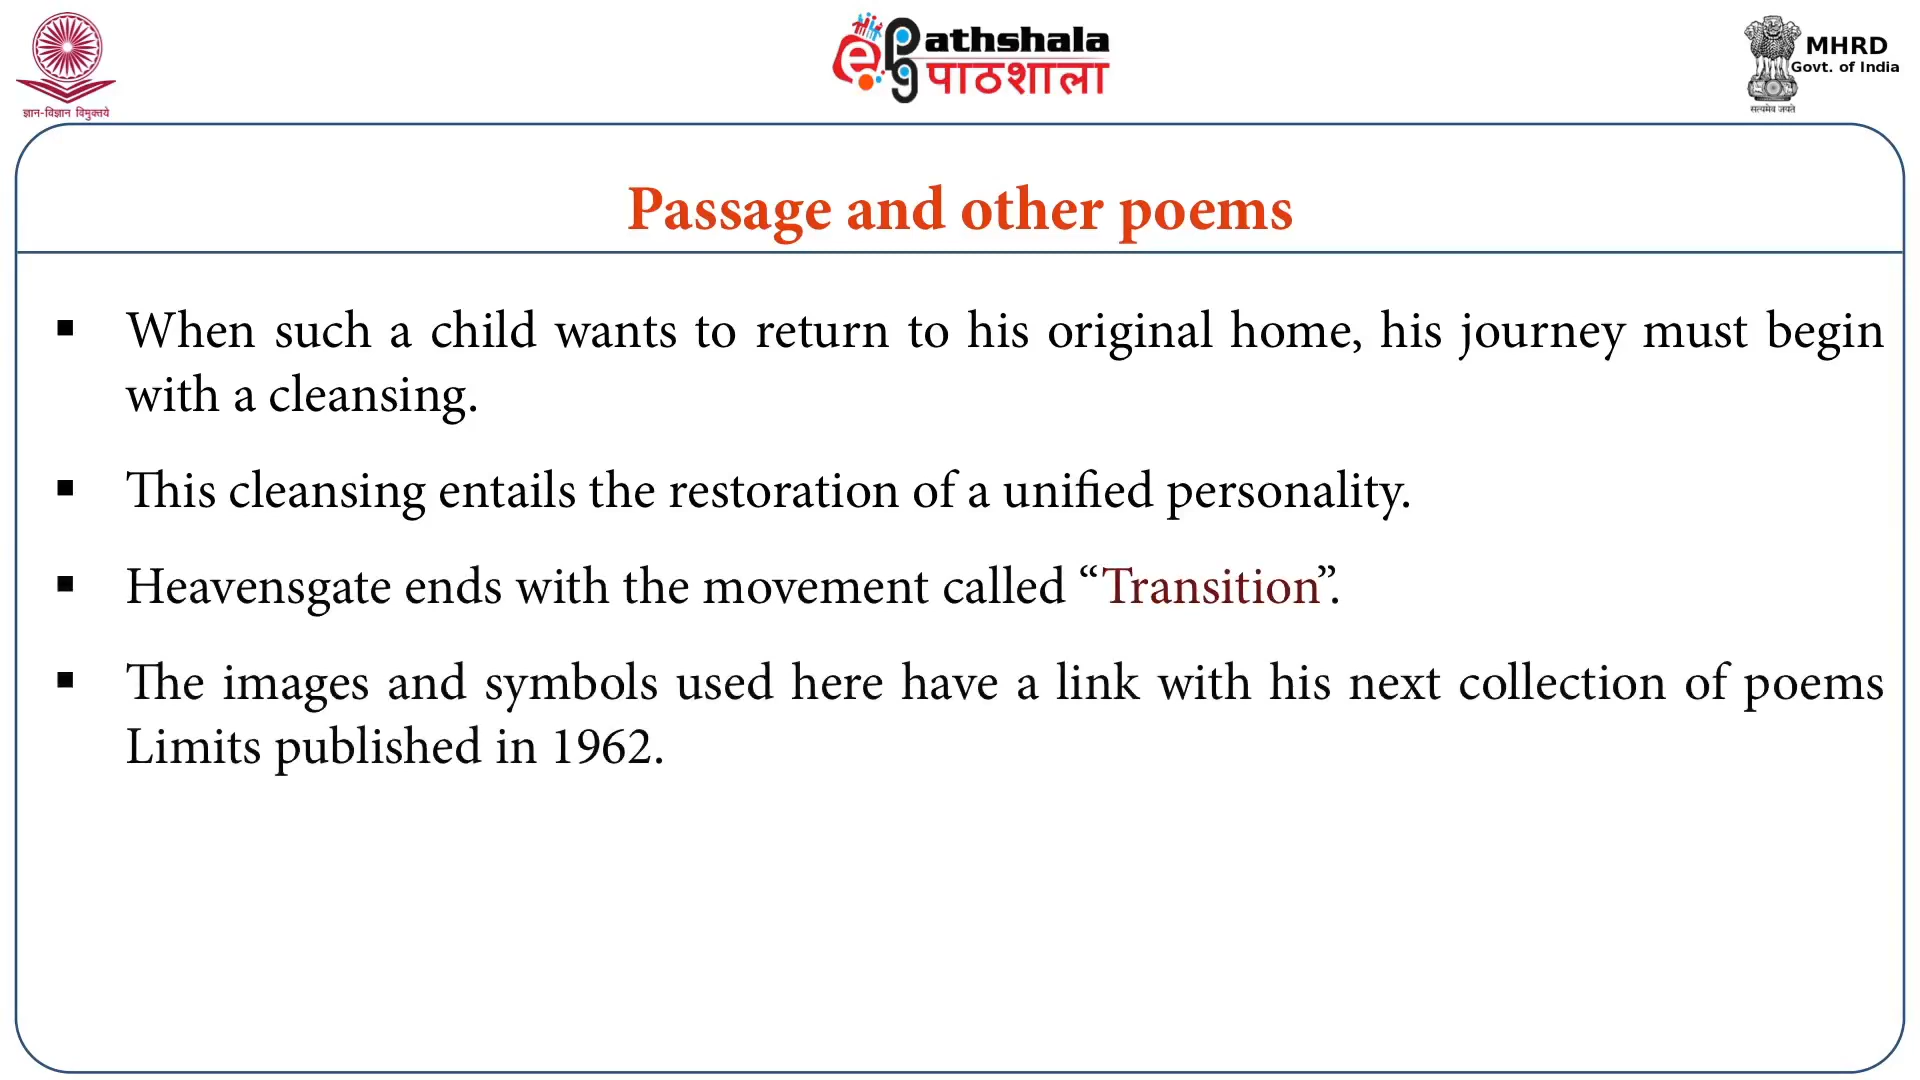 ज्ञान-विज्ञान विमुक्तये
e Pg athshala
पाठशाला
MHRD
Govt. of India
सत्यमेव जयते
Passage and other poems
▪ When such a child wants to return to his original home, his journey must begin
with a cleansing.
▪ This cleansing entails the restoration of a unified personality.
▪ Heavensgate ends with the movement called “Transition”.
▪ The images and symbols used here have a link with his next collection of poems
Limits published in 1962.